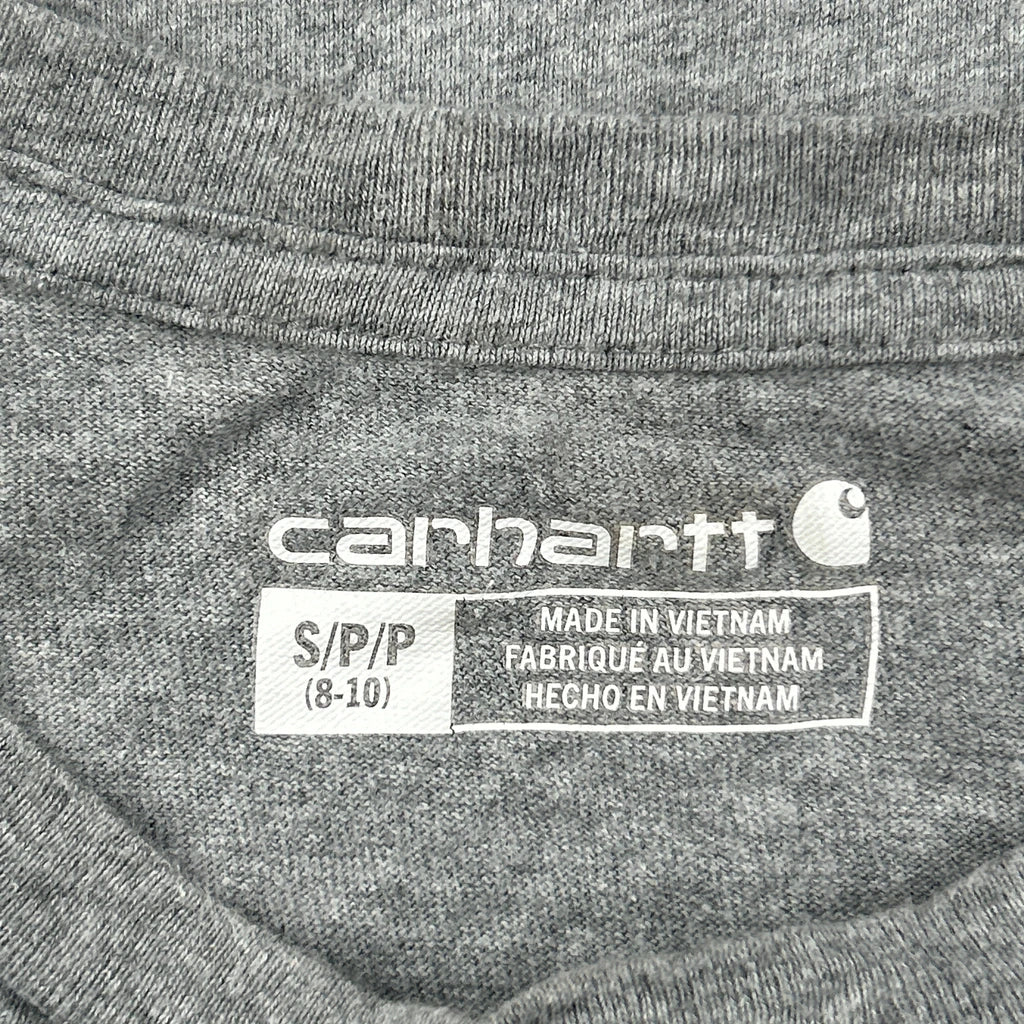 carhartt
S/P/P
(8-10)
MADE IN VIETNAM
FABRIQUÉ AU VIETNAM
HECHO EN VIETNAM